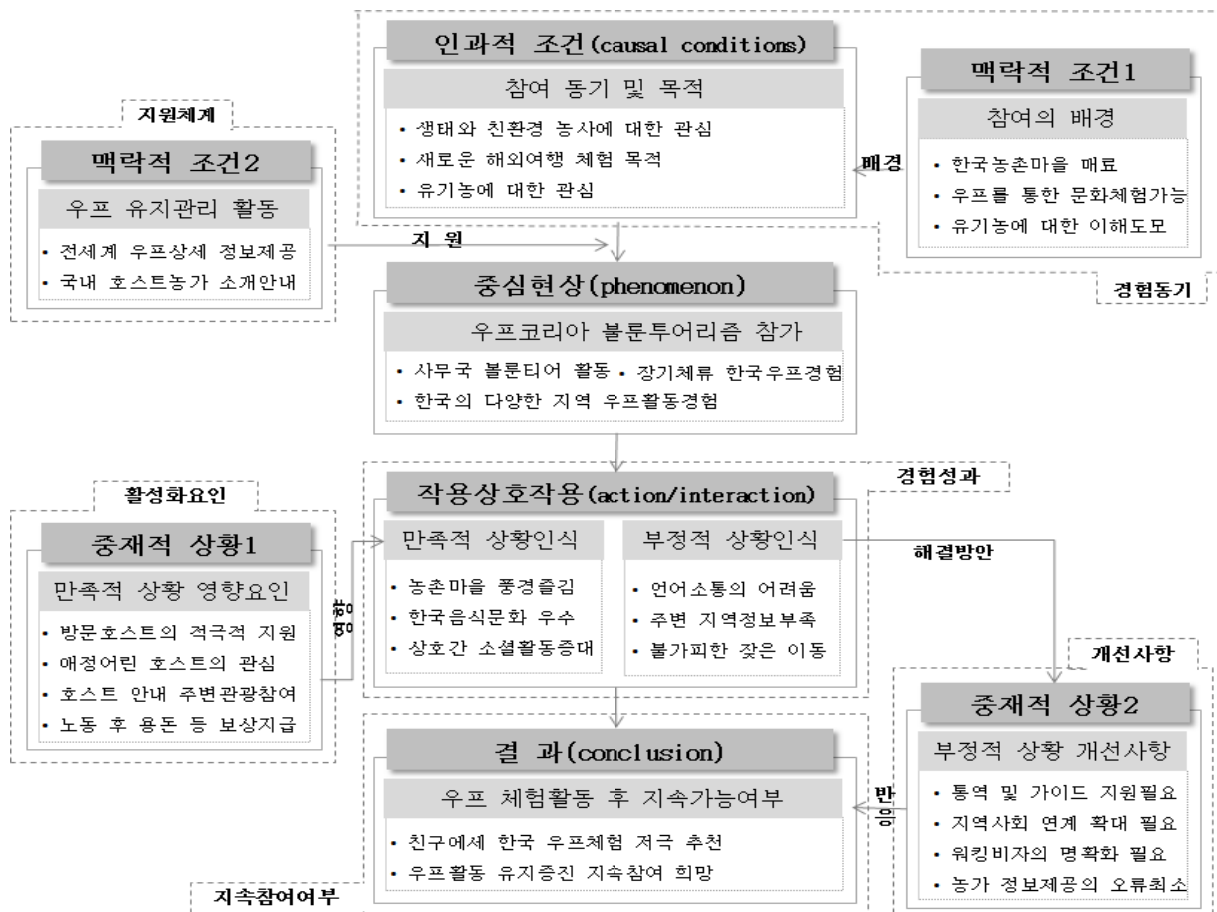 인과적 조건(causal conditions)
참여 동기 및 목적
• 생태와 친환경 농사에 대한 관심
• 새로운 해외여행 체험 목적
• 유기농에 대한 관심
맥락적 조건1
참여의 배경
• 한국농촌마을 매료
• 우프를 통한 문화체험가능
• 유기농에 대한 이해도모
배경
경험동기
지원체계
맥락적 조건2
우프 유지관리 활동
• 전세계 우프상세 정보제공
• 국내 호스트농가 소개안내
지 원
중심현상(phenomenon)
우프코리아 볼룬투어리즘 참가
• 사무국 볼룬티어 활동 • 장기체류 한국우프경험
• 한국의 다양한 지역 우프활동경험
경험성과
작용상호작용(action/interaction)
만족적 상황인식
• 농촌마을 풍경즐김
• 한국음식문화 우수
• 상호간 소셜활동증대
부정적 상황인식
• 언어소통의 어려움
• 주변 지역정보부족
• 불가피한 잦은 이동
활성화요인
중재적 상황1
만족적 상황 영향요인
• 방문호스트의 적극적 지원
• 애정어린 호스트의 관심
• 호스트 안내 주변관광참여
• 노동 후 용돈 등 보상지급
영향
해결방안
개선사항
중재적 상황2
부정적 상황 개선사항
• 통역 및 가이드 지원필요
• 지역사회 연계 확대 필요
• 워킹비자의 명확화 필요
• 농가 정보제공의 오류최소
반응
결 과(conclusion)
우프 체험활동 후 지속가능여부
• 친구에세 한국 우프체험 저극 추천
• 우프활동 유지증진 지속참여 희망
지속참여여부